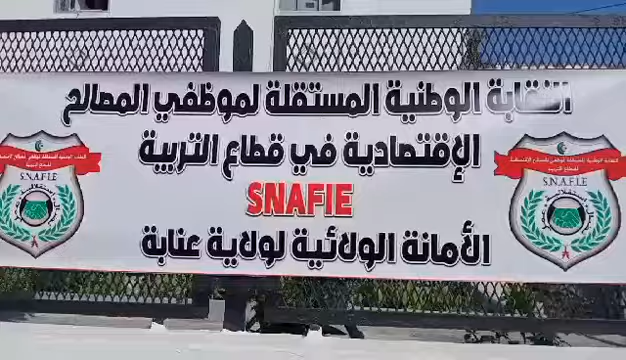 النقابة الوطنية المستقلة لموظفي المصالح
الإقتصادية في قطاع التربية
SNAFIE
الأمانة الولائية لولاية عنابة
S.N.A.F.I.E
S.N.A.F.I.E